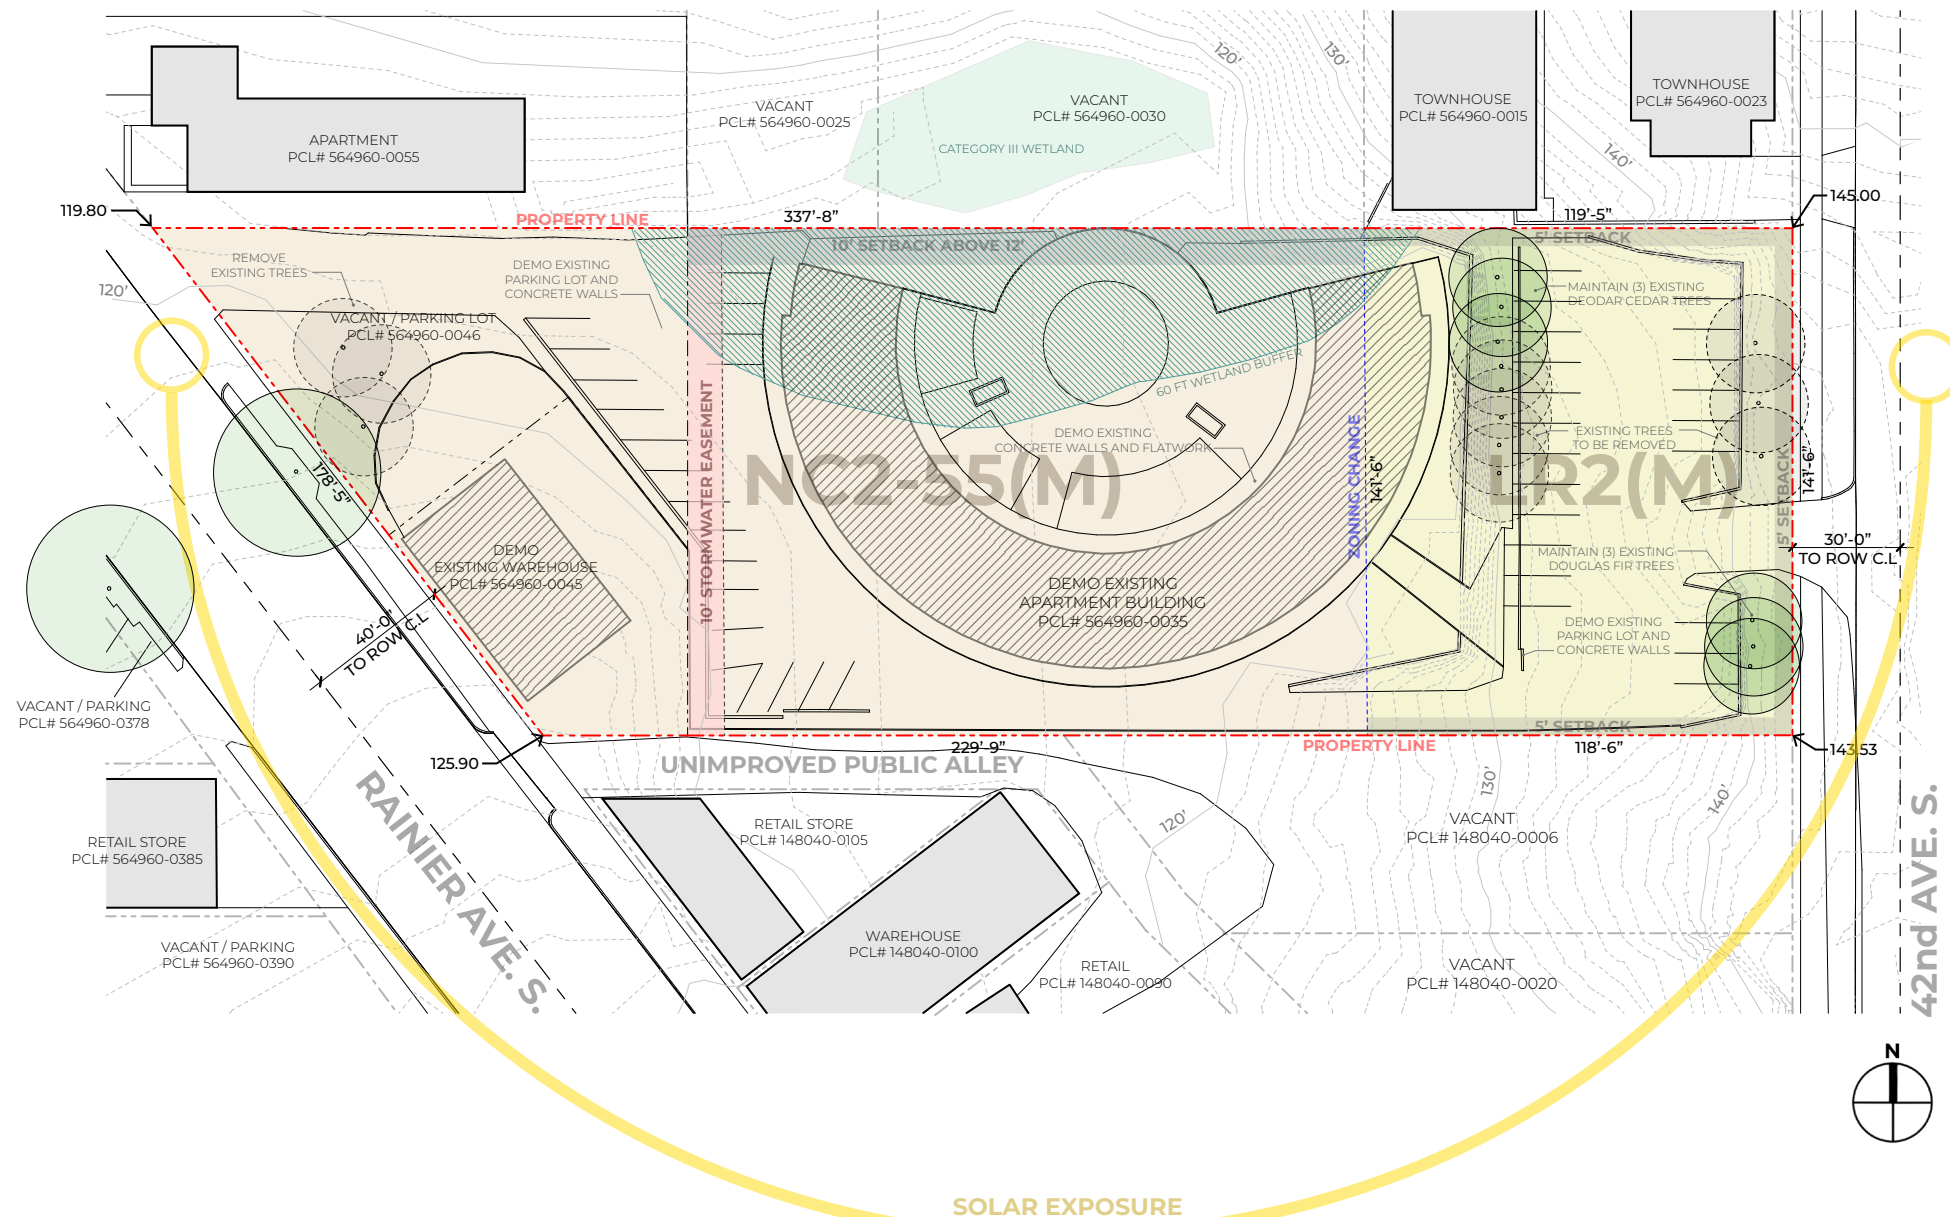 120'
130'
TOWNHOUSE
PCL# 564960-0015
TOWNHOUSE
PCL# 564960-0023
VACANT
PCL# 564960-0025
VACANT
PCL# 564960-0030
CATEGORY III WETLAND
APARTMENT
PCL# 564960-0055
140'
119.80
PROPERTY LINE
337'-8"
119'-5"
145.00
10' SETBACK ABOVE 12'
5' SETBACK
REMOVE
EXISTING TREES
DEMO EXISTING
PARKING LOT AND
CONCRETE WALLS
120'
MAINTAIN (3) EXISTING
DEODAR CEDAR TREES
VACANT / PARKING LOT
PCL# 564960-0046
60 FT WETLAND BUFFER
DEMO EXISTING
CONCRETE WALLS AND FLATWORK
EXISTING TREES
TO BE REMOVED
NC2-55(M)
LR2(M)
10' STORMWATER EASEMENT
ZONING CHANGE
141'-6"
141'-6"
5' SETBACK
178'-5"
30'-0"
TO ROW C.L
DEMO
EXISTING WAREHOUSE
PCL# 564960-0045
MAINTAIN (3) EXISTING
DOUGLAS FIR TREES
DEMO EXISTING
APARTMENT BUILDING
PCL# 564960-0035
DEMO EXISTING
PARKING LOT AND
CONCRETE WALLS
40'-0"
TO ROW C.L
VACANT / PARKING
PCL# 564960-0378
5' SETBACK
125.90
229'-9"
PROPERTY LINE
118'-6"
143.53
UNIMPROVED PUBLIC ALLEY
RAINIER AVE. S.
130'
140'
120'
42nd AVE. S.
RETAIL STORE
PCL# 564960-0385
RETAIL STORE
PCL# 148040-0105
VACANT
PCL# 148040-0006
VACANT / PARKING
PCL# 564960-0390
WAREHOUSE
PCL# 148040-0100
RETAIL
PCL# 148040-0090
VACANT
PCL# 148040-0020
N
SOLAR EXPOSURE